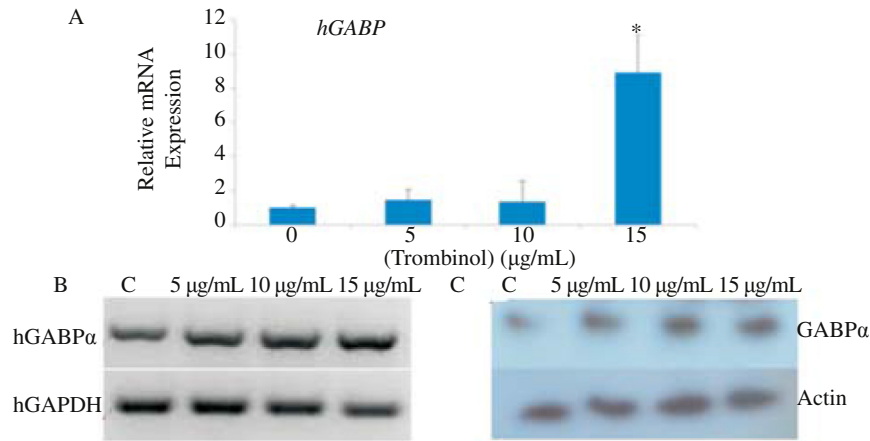 A
hGABP
Relative mRNA
Expression
12
10
8
6
4
2
0
*
0 5 10 15
(Trombinol) (μg/mL)
B C 5 μg/mL 10 μg/mL 15 μg/mL
hGABPα
hGAPDH
C C 5 μg/mL 10 μg/mL 15 μg/mL
GABPα
Actin